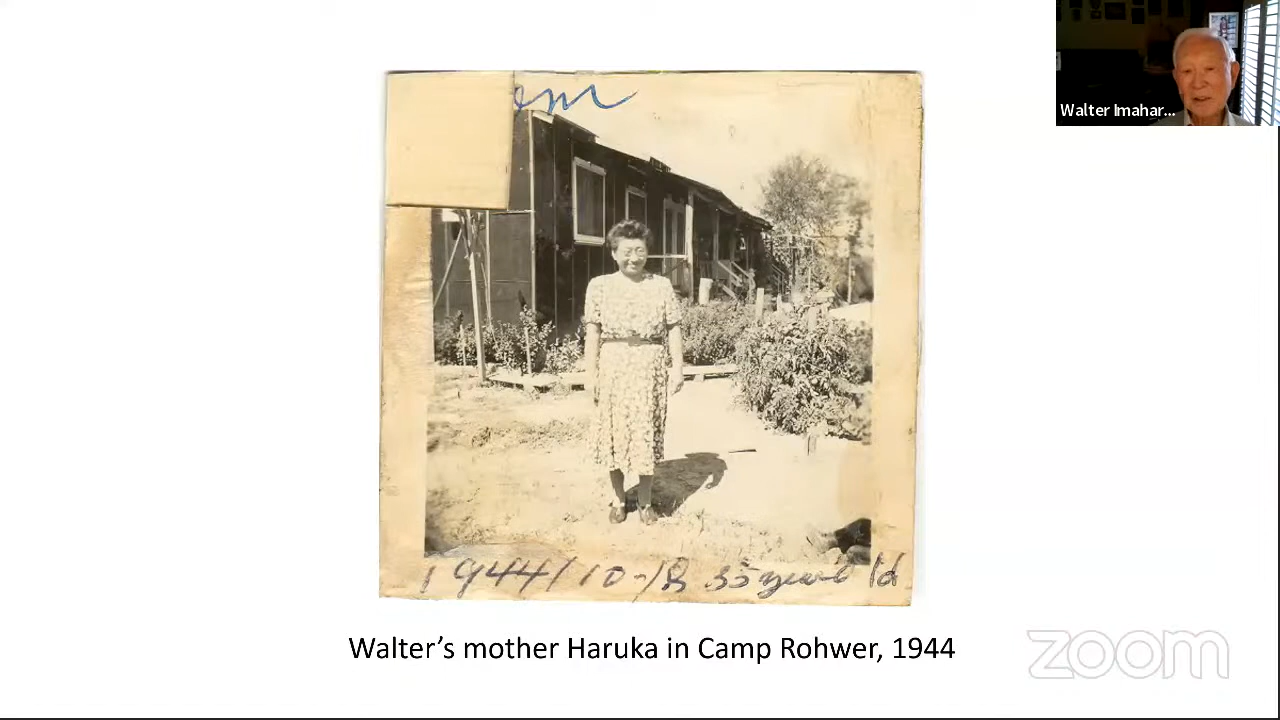 Walter Imahar...
1944/10-18 35 years old
Walter's mother Haruka in Camp Rohwer, 1944
zoom